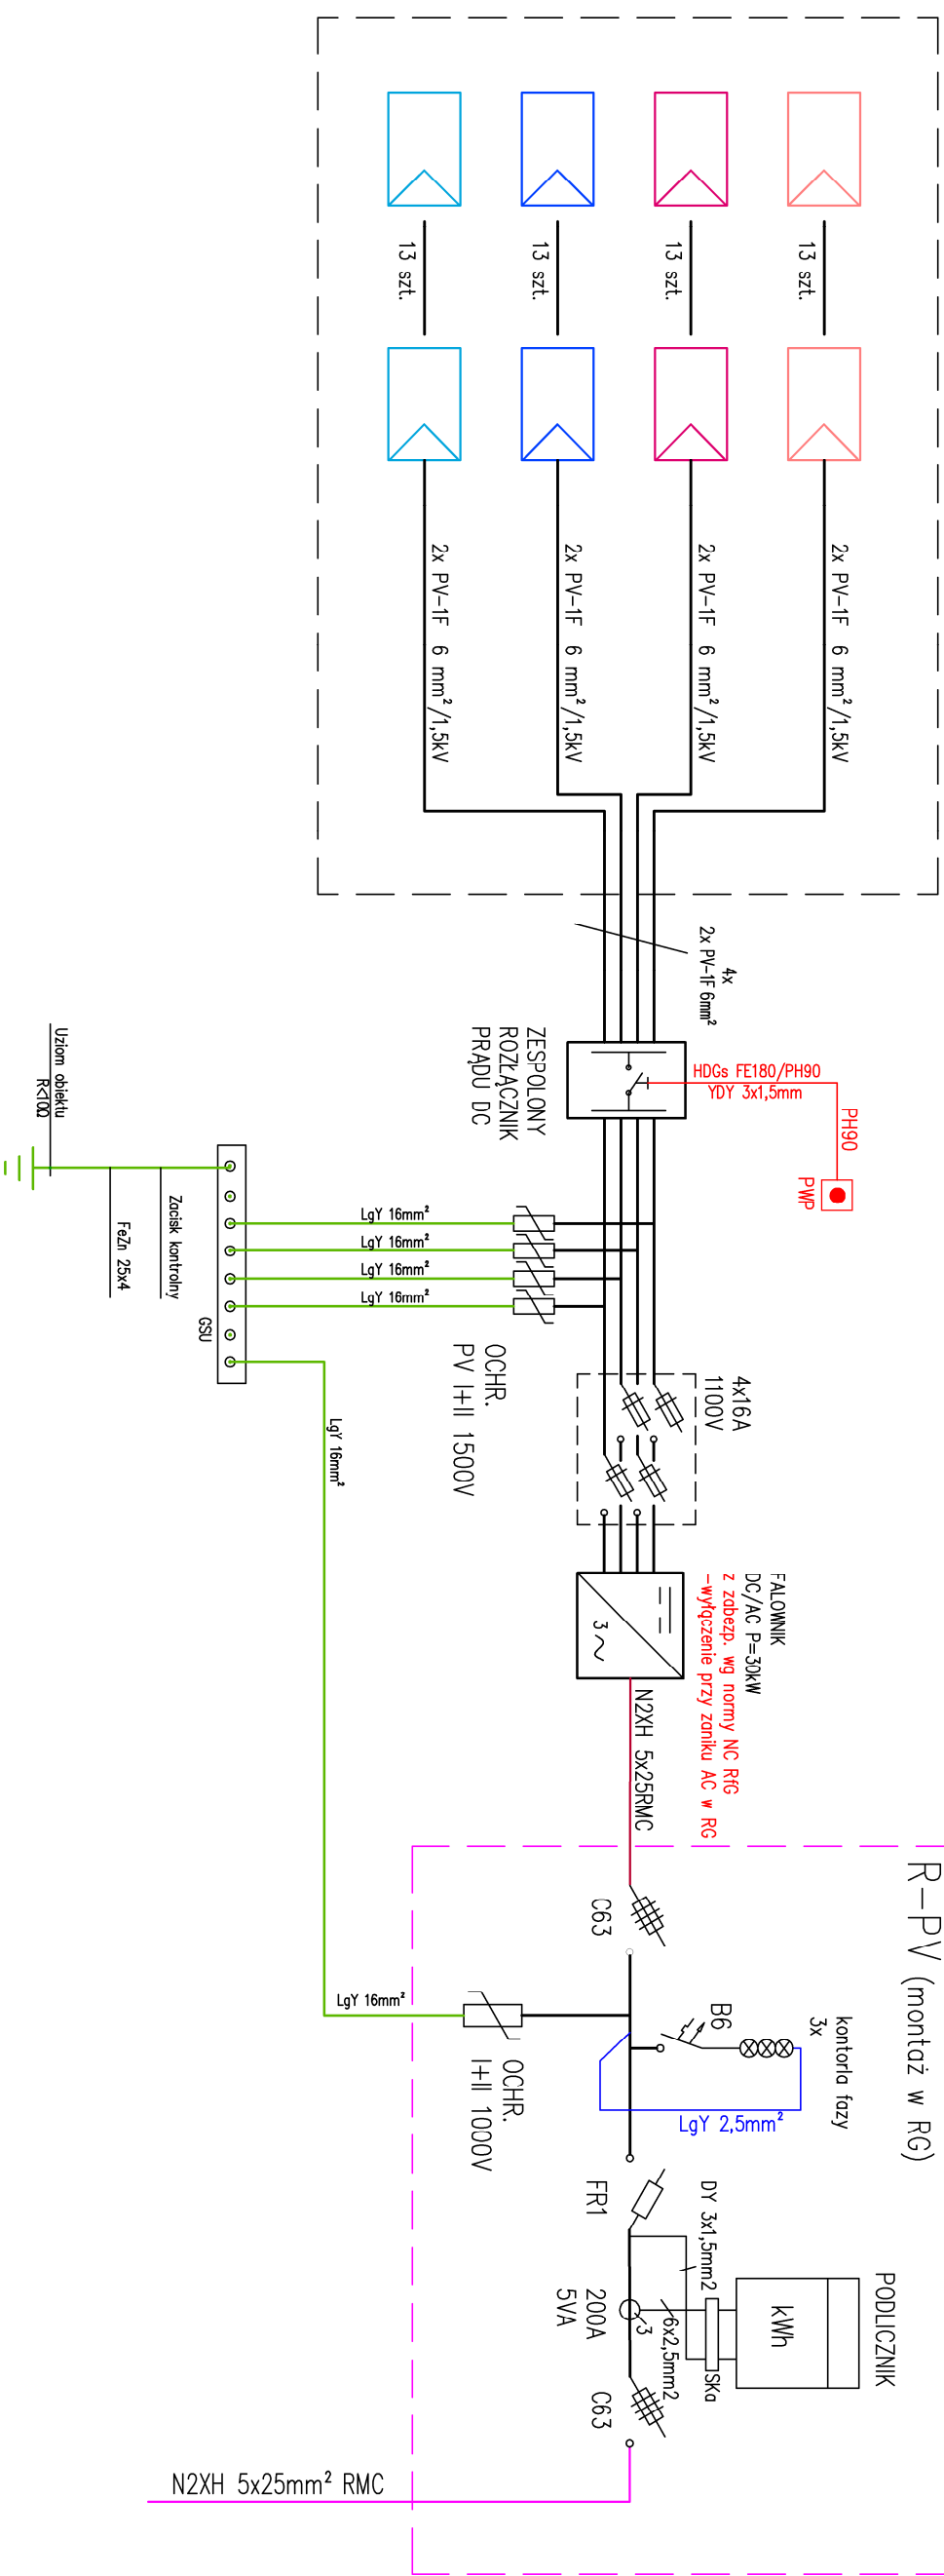 13 szt.
13 szt.
13 szt.
13 szt.
2x PV-1F 6 mm²/1,5kV
2x PV-1F 6 mm²/1,5kV
2x PV-1F 6 mm²/1,5kV
2x PV-1F 6 mm²/1,5kV
4x
2x PV-1F 6mm²
ZESPOLONY
ROZŁĄCZNIK
PRĄDU DC
HDGs FE180/PH90
YDY 3x1,5mm
PH90
PWP
Uziom obiektu
R<10Ω
Zacisk kontrolny
FeZn 25x4
GSU
LgY 16mm²
LgY 16mm²
LgY 16mm²
LgY 16mm²
OCHR.
PV I+II 1500V
4x16A
1100V
LgY 16mm²
FALOWNIK
DC/AC P=30kW
z zabezp. wg normy NC RfG
-wyłączenie przy zaniku AC w RG
3
N2XH 5x25RMC
R-PV (montaż w RG)
C63
LgY 16mm²
OCHR.
I+II 1000V
B6
kontorla fazy
3x
LgY 2,5mm²
FR1
DY 3x1,5mm2
PODLICZNIK
kWh
SKa
6x2,5mm2
3
200A
5VA
C63
N2XH 5x25mm² RMC